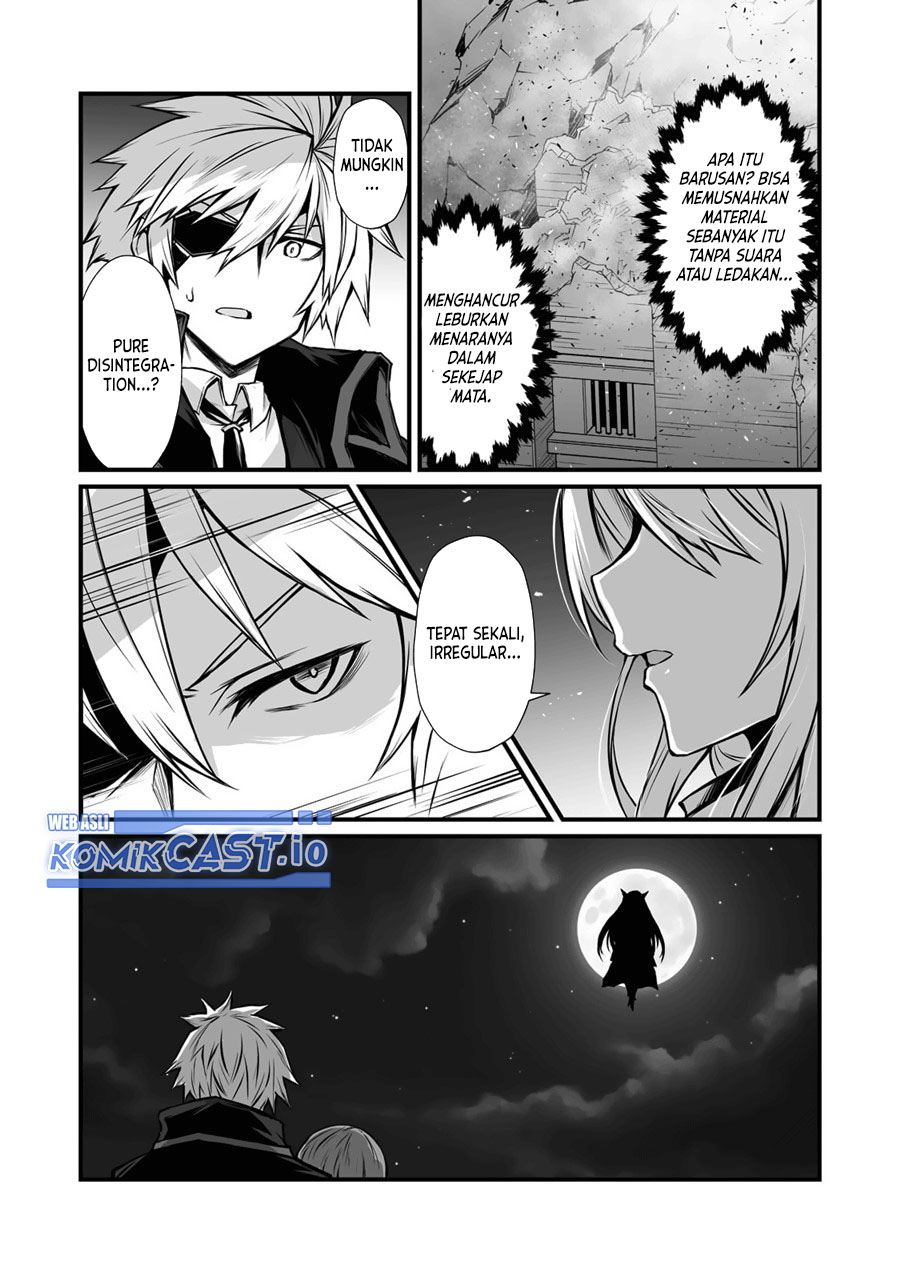 APA ITU
BARUSAN? BISA
MEMUSNAHKAN
MATERIAL
SEBANYAK ITU
TANPA SUARA
ATAU LEDAKAN...
MENGHANCUR
LEBURKAN
MENARANYA
DALAM
SEKEJAP
MATA.
TIDAK
MUNGKIN
...
PURE
DISINTEGRA-
TION...?
TEPAT SEKALI,
IRREGULAR...
WEB ASLI
KOMIKCAST.io